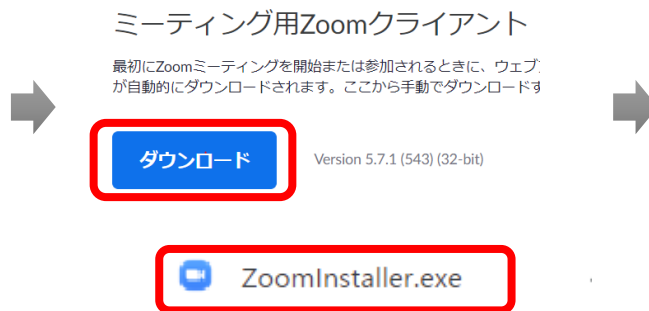 ミーティング用Zoomクライアント
最初にZoomミーティングを開始または参加されるときに、ウェブ
が自動的にダウンロードされます。ここから手動でダウンロードす
ダウンロード
Version 5.7.1 (543) (32-bit)
ZoomInstaller.exe